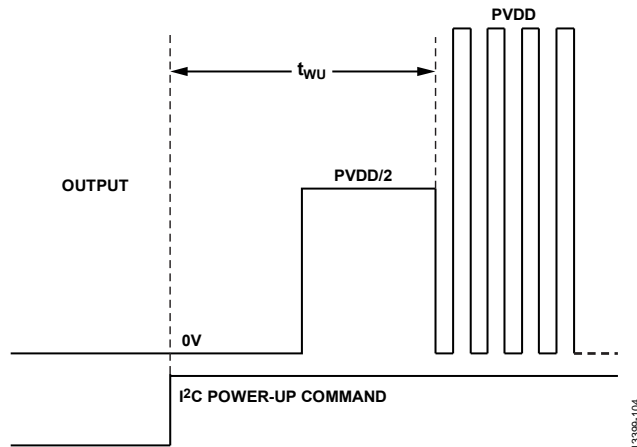 PVDD
tWU
OUTPUT
PVDD/2
0V
I2C POWER-UP COMMAND